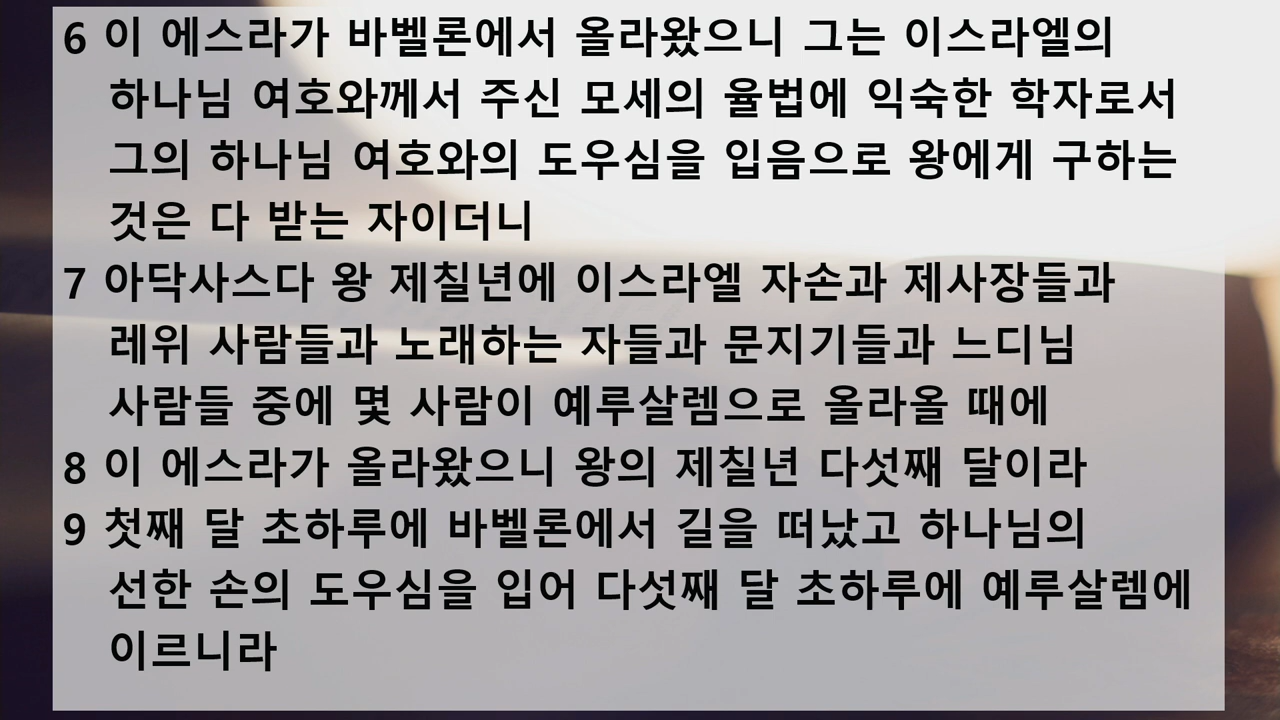 6 이 에스라가 바벨론에서 올라왔으니 그는 이스라엘의
하나님 여호와께서 주신 모세의 율법에 익숙한 학자로서
그의 하나님 여호와의 도우심을 입음으로 왕에게 구하는
것은 다 받는 자이더니
7 아닥사스다 왕 제칠년에 이스라엘 자손과 제사장들과
레위 사람들과 노래하는 자들과 문지기들과 느디님
사람들 중에 몇 사람이 예루살렘으로 올라올 때에
8 이 에스라가 올라왔으니 왕의 제칠년 다섯째 달이라
9 첫째 달 초하루에 바벨론에서 길을 떠났고 하나님의
선한 손의 도우심을 입어 다섯째 달 초하루에 예루살렘에
이르니라